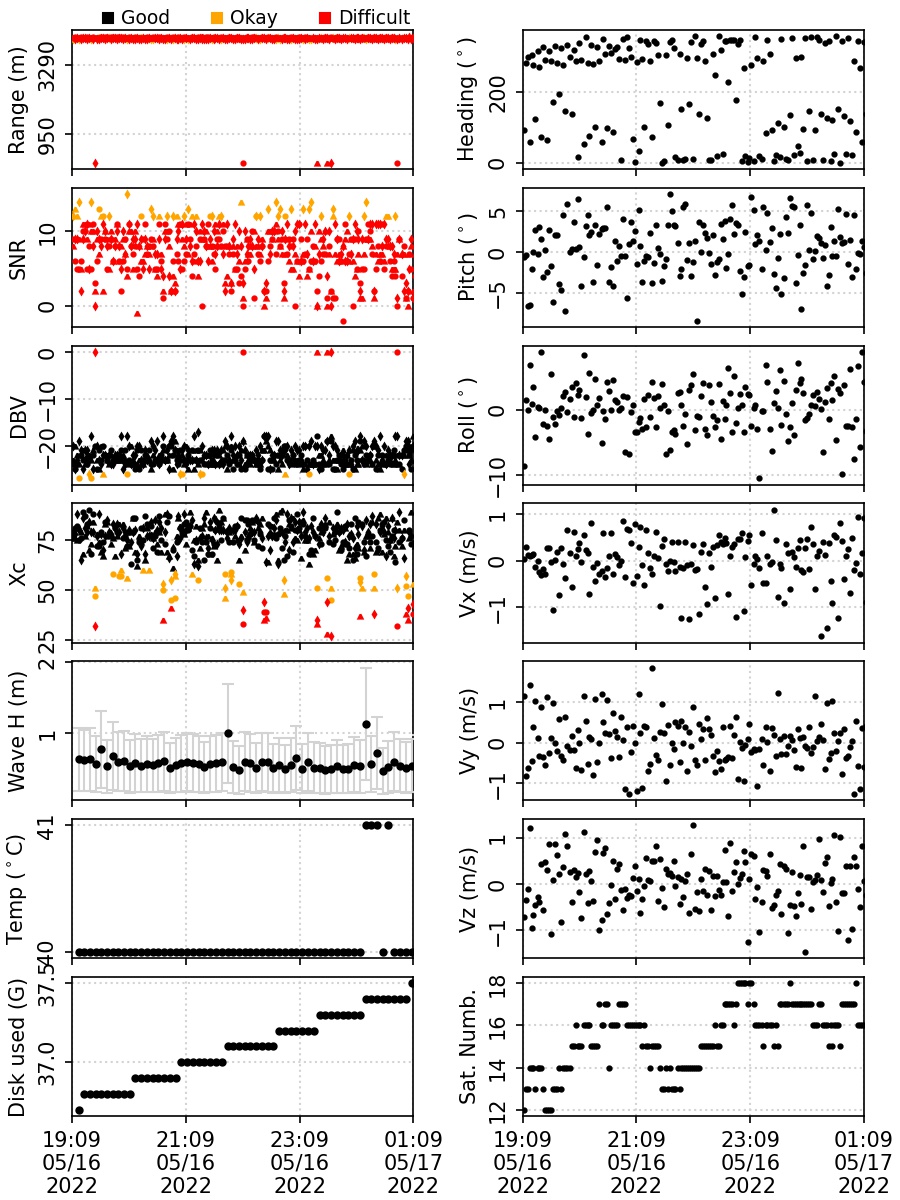 Good Okay Difficult
Range (m)
3290
950
Heading (°)
200
0
SNR
10
0
Pitch (°)
5
0
−5
DBV
0
−10
−20
Roll (°)
0
−10
Xc
75
50
25
Vx (m/s)
1
0
−1
Wave H (m)
2
1
Vy (m/s)
1
0
−1
Temp (°C)
41
40
Vz (m/s)
1
0
−1
Disk used (G)
37.5
37.0
Sat. Numb.
18
16
14
12
19:09 21:09 23:09 01:09
05/16 05/16 05/16 05/17
2022 2022 2022 2022
19:09 21:09 23:09 01:09
05/16 05/16 05/16 05/17
2022 2022 2022 2022